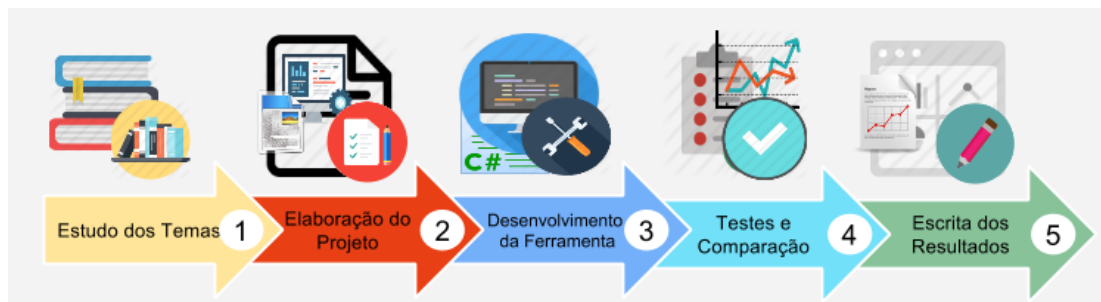 C#
Estudo dos Temas
1
Elaboração do
Projeto
2
Desenvolvimento
da Ferramenta
3
Testes e
Comparação
4
Escrita dos
Resultados
5